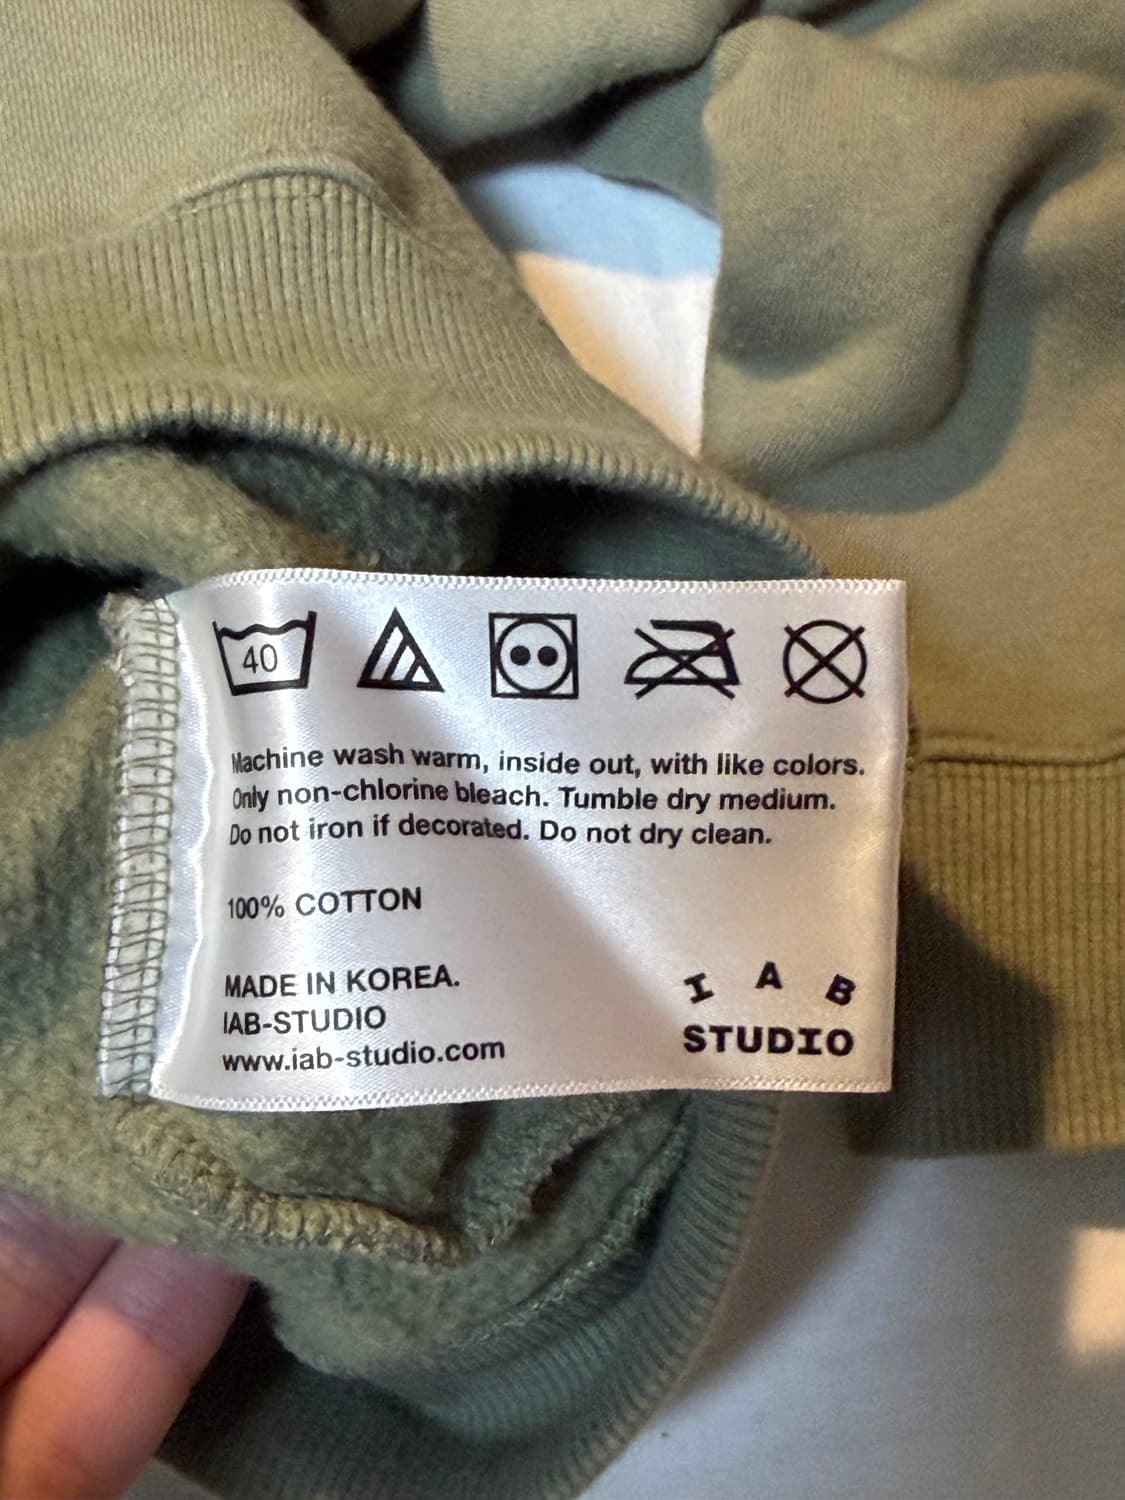 40
Machine wash warm, inside out, with like colors.
Only non-chlorine bleach. Tumble dry medium.
Do not iron if decorated. Do not dry clean.
100% COTTON
MADE IN KOREA.
IAB-STUDIO
www.iab-studio.com
I A B
STUDIO